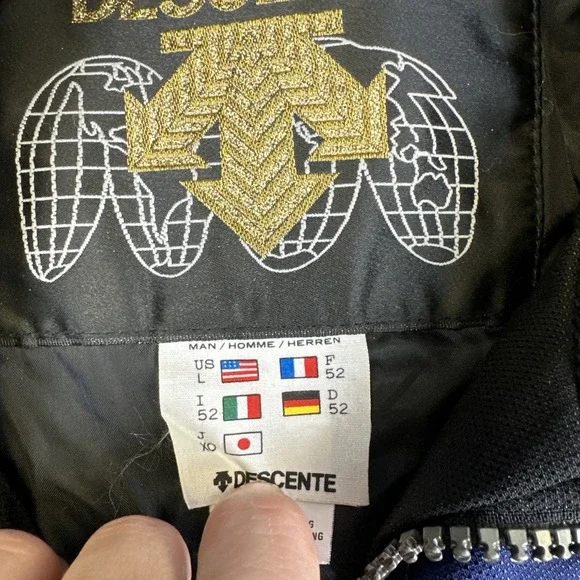 MAN / HOMME / HERREN
US F
L 52
I D
52 52
J
XO
DESCENTE